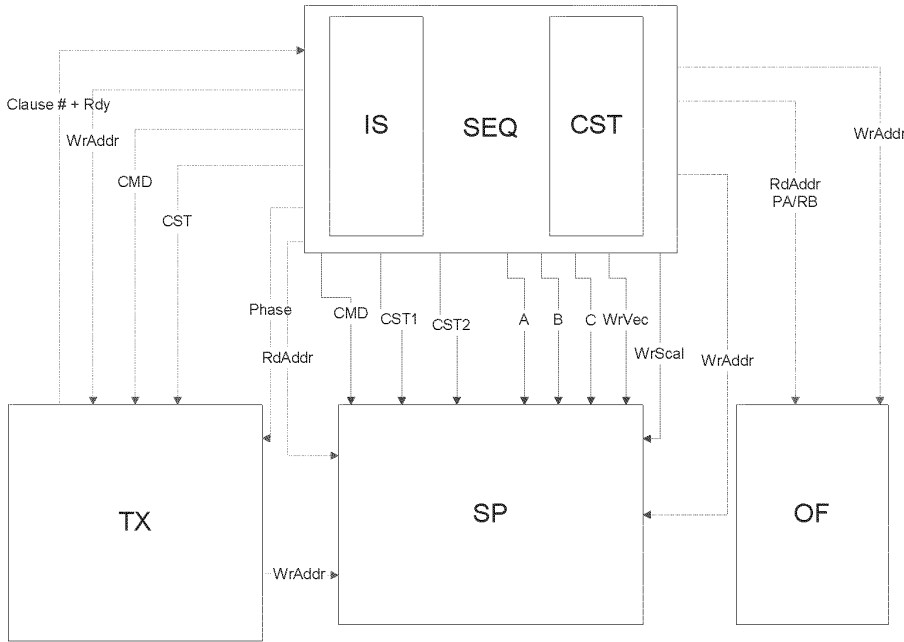 Clause # + Rdy
WrAddr
CMD
CST
IS
SEQ
CST
WrAddr
RdAddr
PA/RB
Phase
RdAddr
CMD
CST1
CST2
A
B
C
WrVec
WrScal
WrAddr
TX
SP
OF
WrAddr